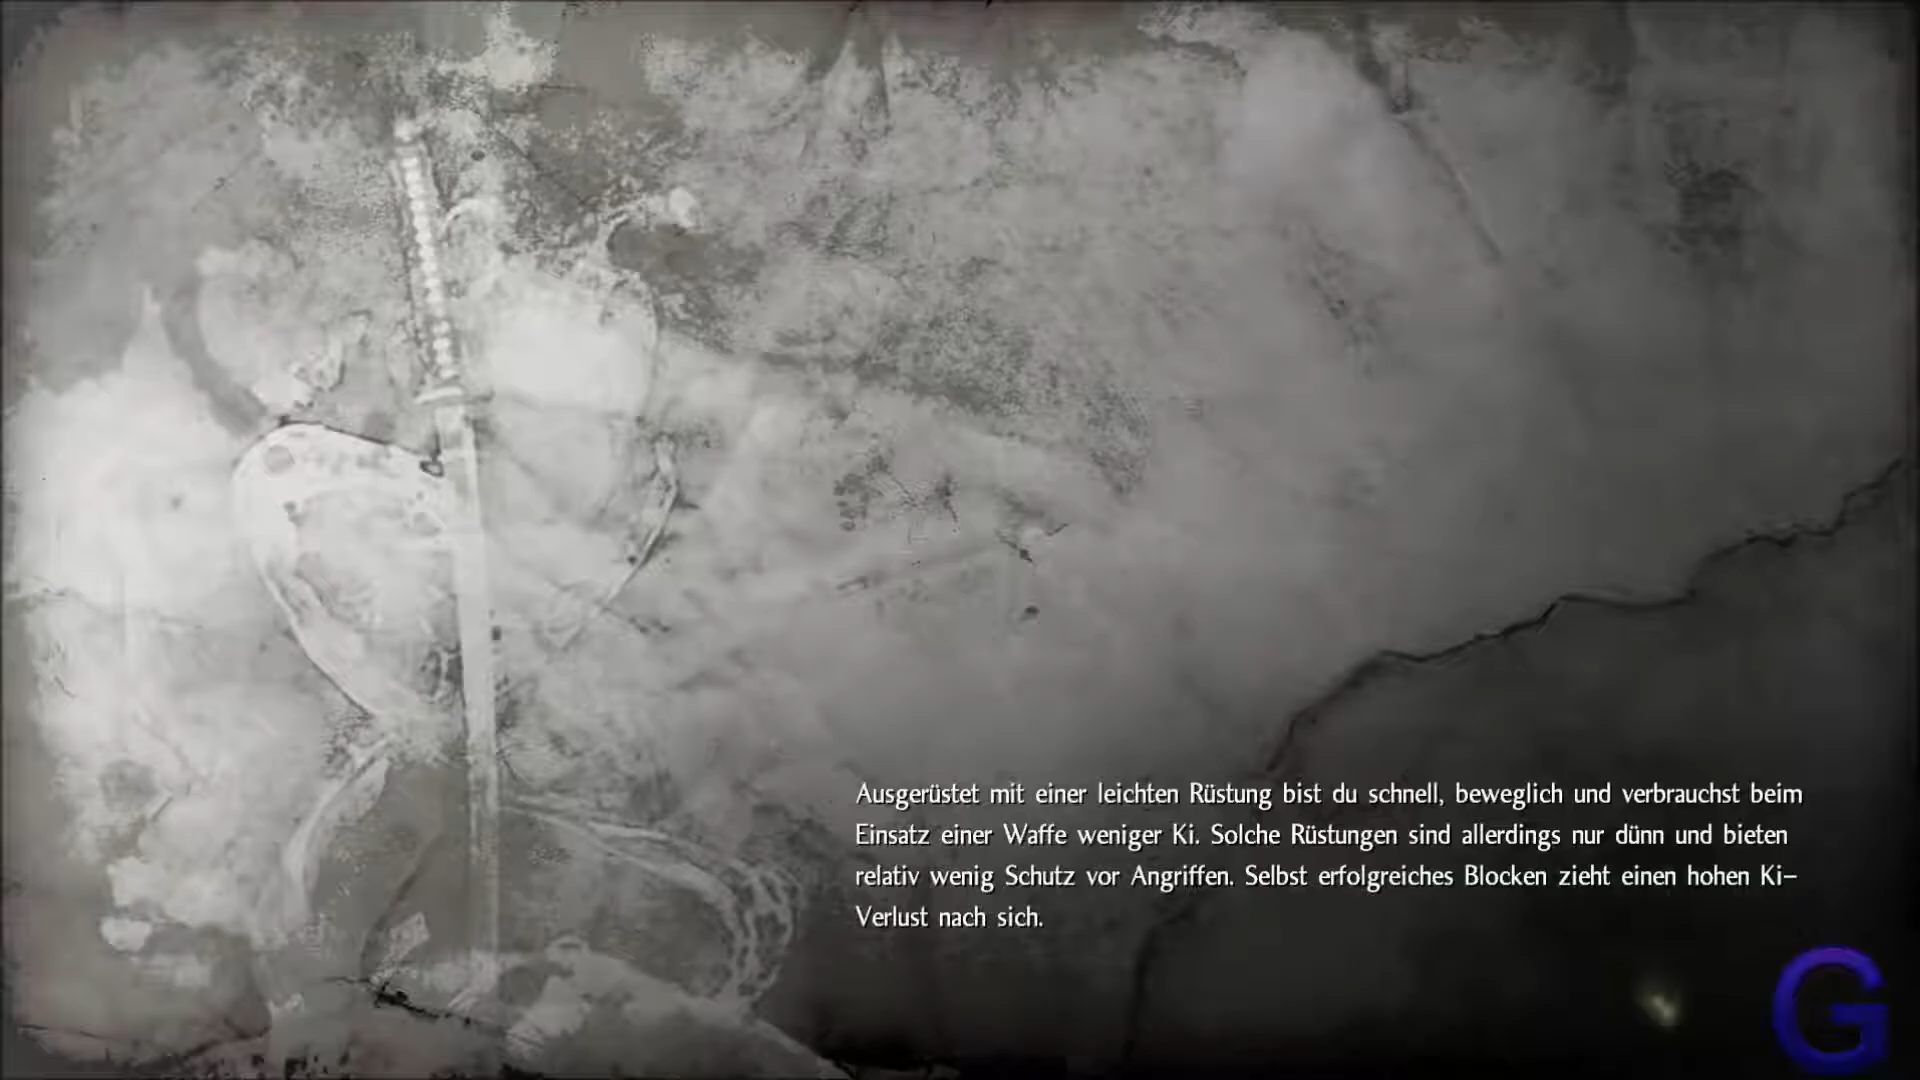 Ausgerüstet mit einer leichten Rüstung bist du schnell, beweglich und verbrauchst beim
Einsatz einer Waffe weniger Ki. Solche Rüstungen sind allerdings nur dünn und bieten
relativ wenig Schutz vor Angriffen. Selbst erfolgreiches Blocken zieht einen hohen Ki-
Verlust nach sich.
G